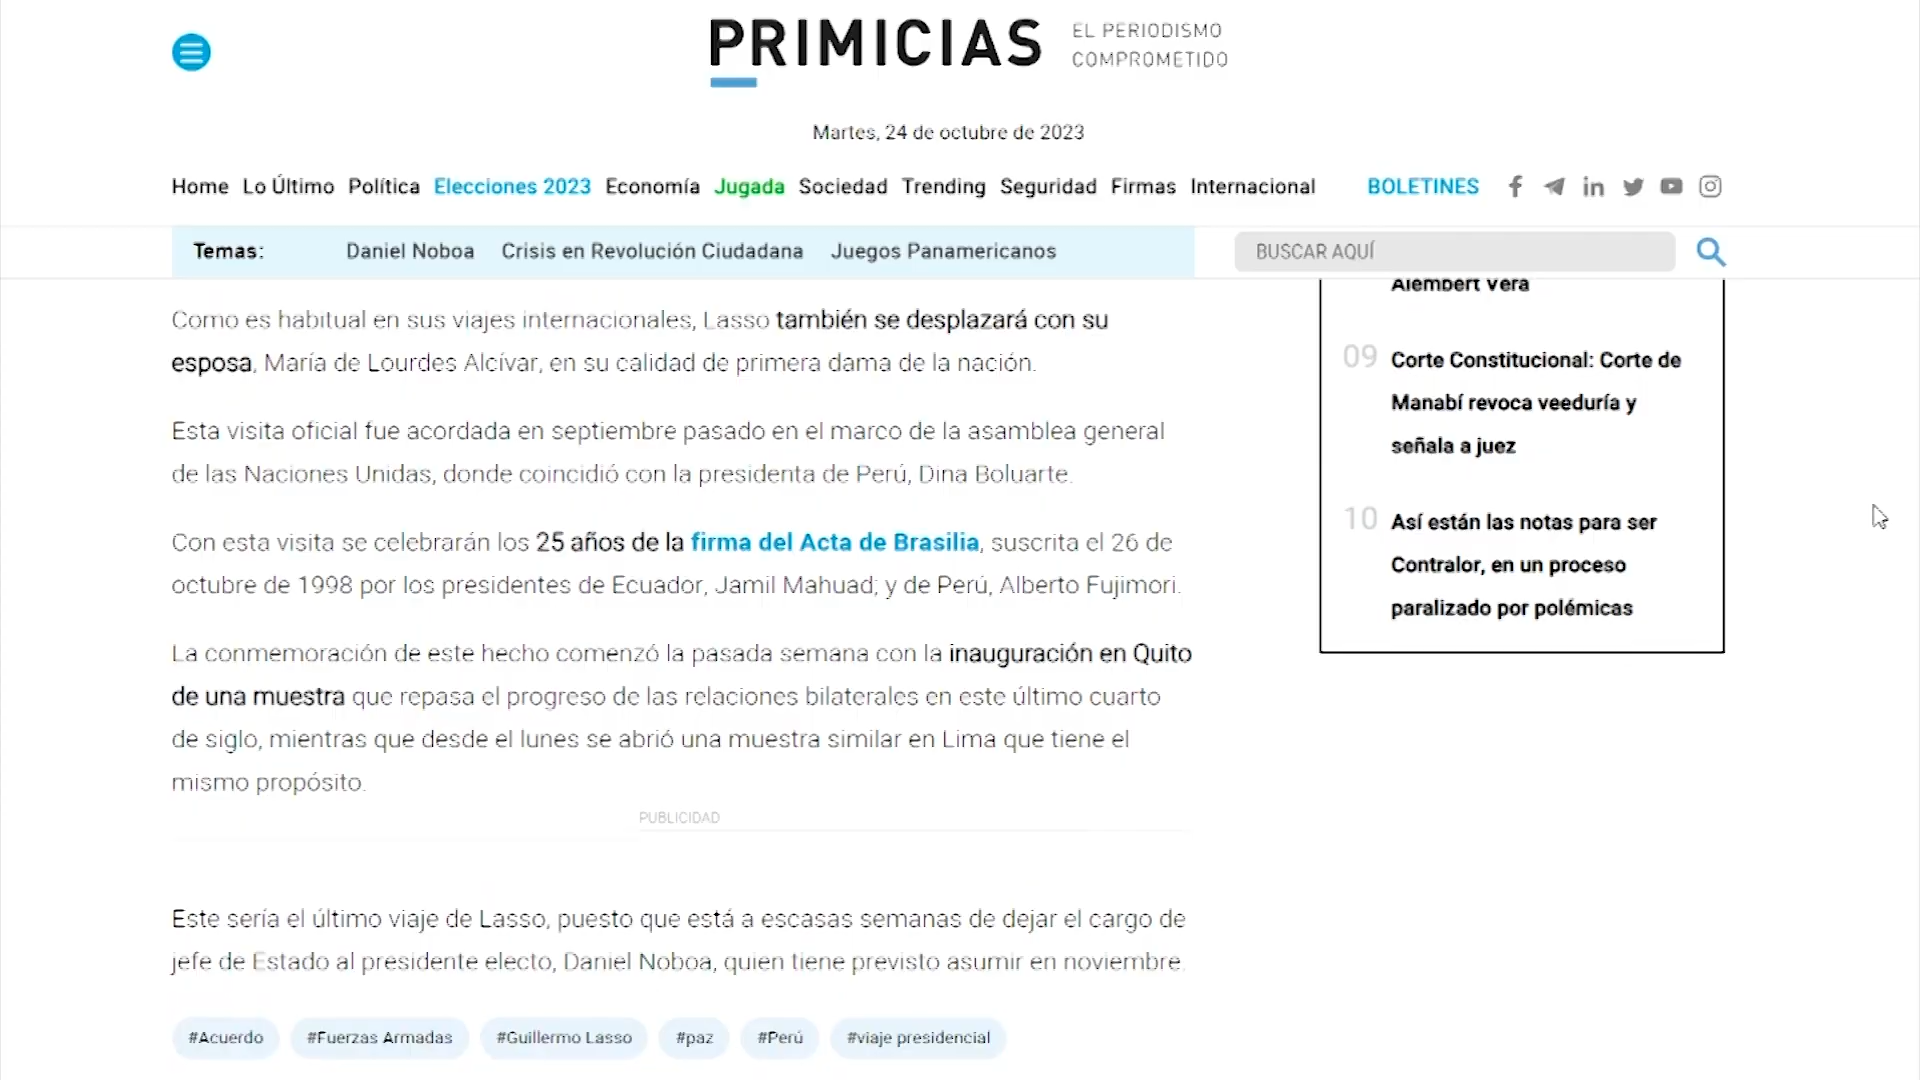 PRIMICIAS
EL PERIODISMO
COMPROMETIDO
Martes, 24 de octubre de 2023
Home Lo Último Política Elecciones 2023 Economía Jugada Sociedad Trending Seguridad Firmas Internacional BOLETINES
Temas: Daniel Noboa Crisis en Revolución Ciudadana Juegos Panamericanos BUSCAR AQUÍ
Como es habitual en sus viajes internacionales, Lasso también se desplazará con su
esposa, María de Lourdes Alcívar, en su calidad de primera dama de la nación.
Esta visita oficial fue acordada en septiembre pasado en el marco de la asamblea general
de las Naciones Unidas, donde coincidió con la presidenta de Perú, Dina Boluarte.
Con esta visita se celebrarán los 25 años de la firma del Acta de Brasilia, suscrita el 26 de
octubre de 1998 por los presidentes de Ecuador, Jamil Mahuad; y de Perú, Alberto Fujimori.
La conmemoración de este hecho comenzó la pasada semana con la inauguración en Quito
de una muestra que repasa el progreso de las relaciones bilaterales en este último cuarto
de siglo, mientras que desde el lunes se abrió una muestra similar en Lima que tiene el
mismo propósito.
PUBLICIDAD
Este sería el último viaje de Lasso, puesto que está a escasas semanas de dejar el cargo de
jefe de Estado al presidente electo, Daniel Noboa, quien tiene previsto asumir en noviembre.
#Acuerdo #Fuerzas Armadas #Guillermo Lasso #paz #Perú #viaje presidencial
Alembert Vera
09 Corte Constitucional: Corte de
Manabí revoca veeduría y
señala a juez
10 Así están las notas para ser
Contralor, en un proceso
paralizado por polémicas